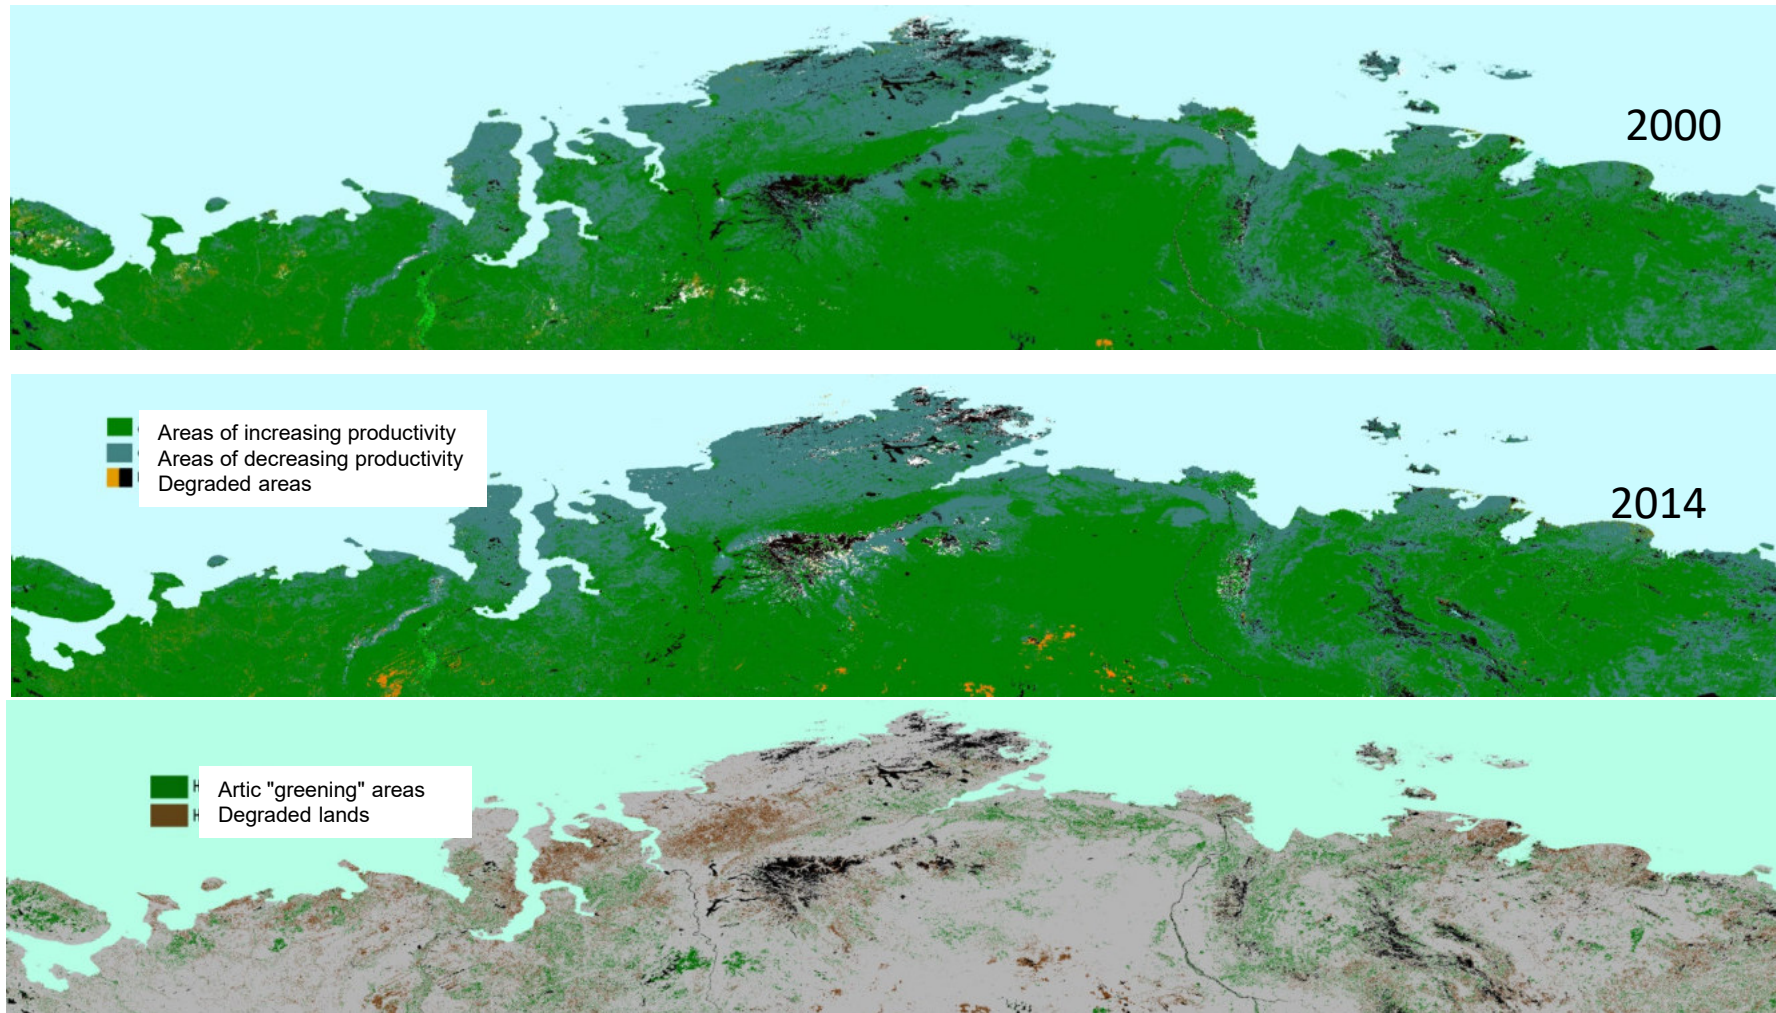 2000
Areas of increasing productivity
Areas of decreasing productivity
Degraded areas
2014
Artic "greening" areas
Degraded lands